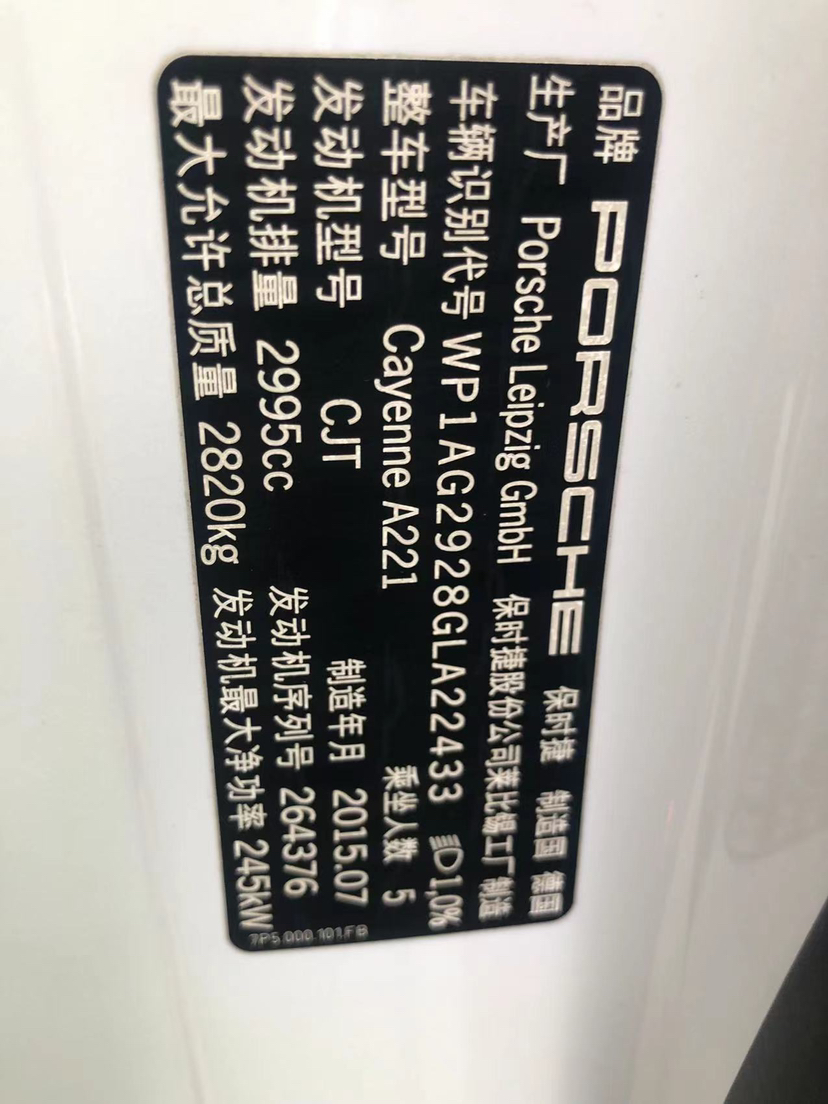 品牌 PORSCHE 保时捷 制造国 德国
生产厂 Porsche Leipzig GmbH 保时捷股份公司莱比锡工厂制造
车辆识别代号 WP1AG2928GLA22433 1,0%
整车型号 Cayenne A221 乘坐人数 5
发动机型号 CJT 制造年月 2015.07
发动机排量 2995cc 发动机序列号 264376
最大允许总质量 2820kg 发动机最大净功率 245kW
7P5.000.101.FB